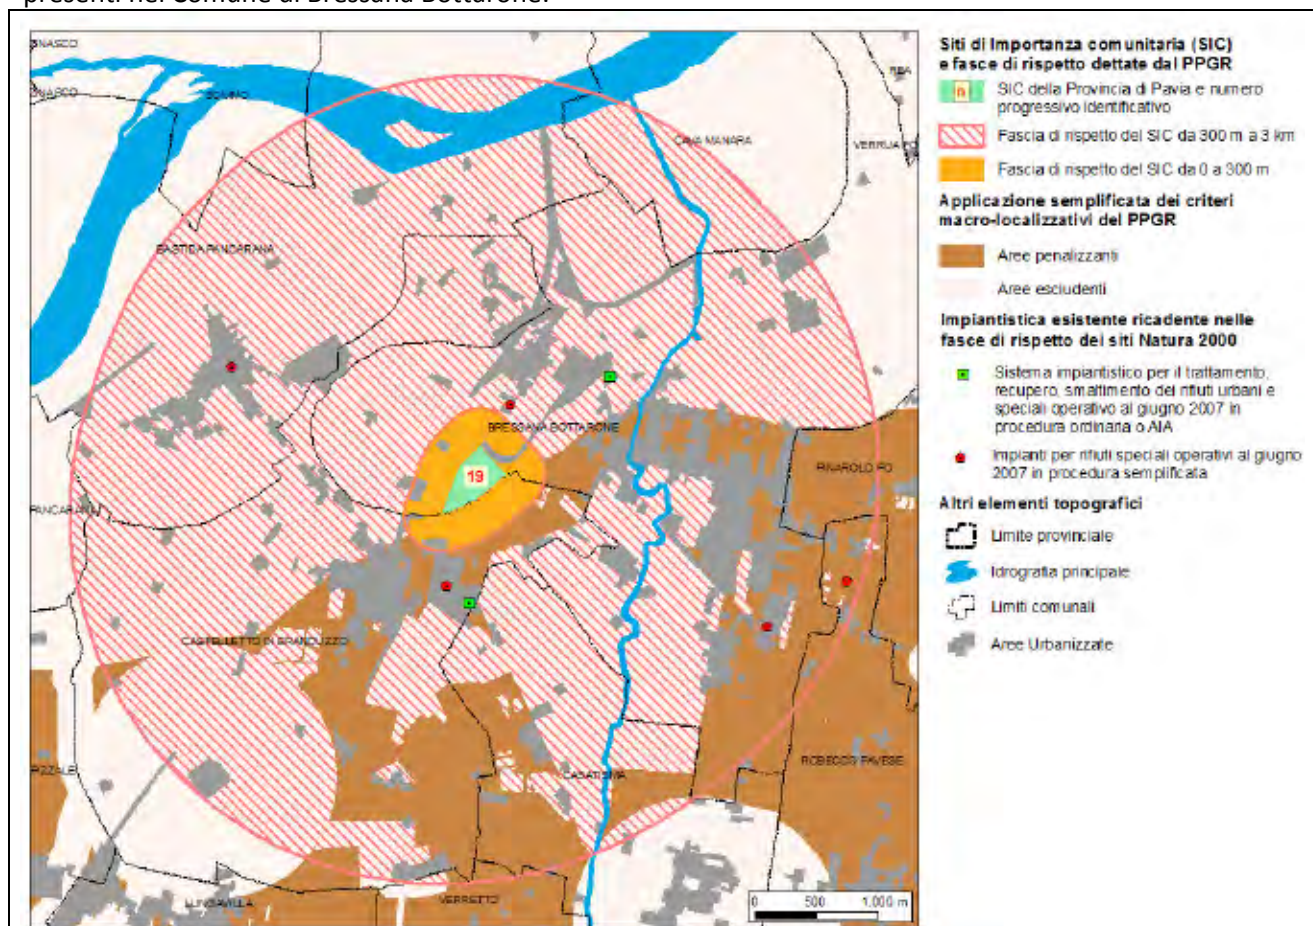 presenti nel Comune di Bressana Bottarone.
Siti di Importanza comunitaria (SIC)
e fasce di rispetto dettate dal PPGR
n
SIC della Provincia di Pavia e numero
progressivo identificativo
Fascia di rispetto del SIC da 300 m a 3 km
Fascia di rispetto del SIC da 0 a 300 m
Applicazione semplificata dei criteri
macro-localizzativi del PPGR
Aree penalizzanti
Aree escludenti
Impiantistica esistente ricadente nelle
fasce di rispetto dei siti Natura 2000
Sistema impiantistico per il trattamento,
recupero, smaltimento dei rifiuti urbani e
speciali operativo al giugno 2007 in
procedura ordinaria o AIA
Impianti per rifiuti speciali operativi al giugno
2007 in procedura semplificata
Altri elementi topografici
Limite provinciale
Idrografia principale
Limiti comunali
Aree Urbanizzate
SOMMO
CAVA MANARA
VERRUA PO
BASTIDA PANCARANA
BRESSANA BOTTARONE
19
PINAROLO PO
PANCARANA
CASTELLETTO DI BRANDUZZO
CASATISMA
ROBECCO PAVESE
PIZZALE
LUNGAVILLA
VERRETTO
0 500 1.000 m